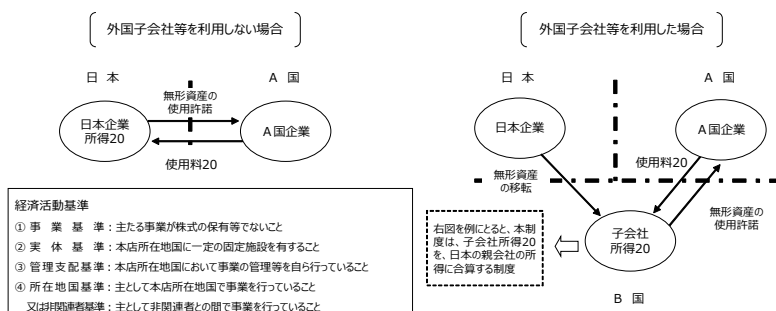 外国子会社等を利用しない場合
日 本
A 国
無形資産の
使用許諾
日本企業
所得20
A国企業
使用料20
経済活動基準
① 事 業 基 準：主たる事業が株式の保有等でないこと
② 実 体 基 準：本店所在地国に一定の固定施設を有すること
③ 管理支配基準：本店所在地国において事業の管理等を自ら行っていること
④ 所在地国基準：主として本店所在地国で事業を行っていること
又は非関連者基準：主として非関連者との間で事業を行っていること
外国子会社等を利用した場合
日 本
A 国
日本企業
A国企業
使用料20
無形資産
の移転
無形資産の
使用許諾
右図を例にとると、本制
度は、子会社所得20
を、日本の親会社の所
得に合算する制度
子会社
所得20
B 国